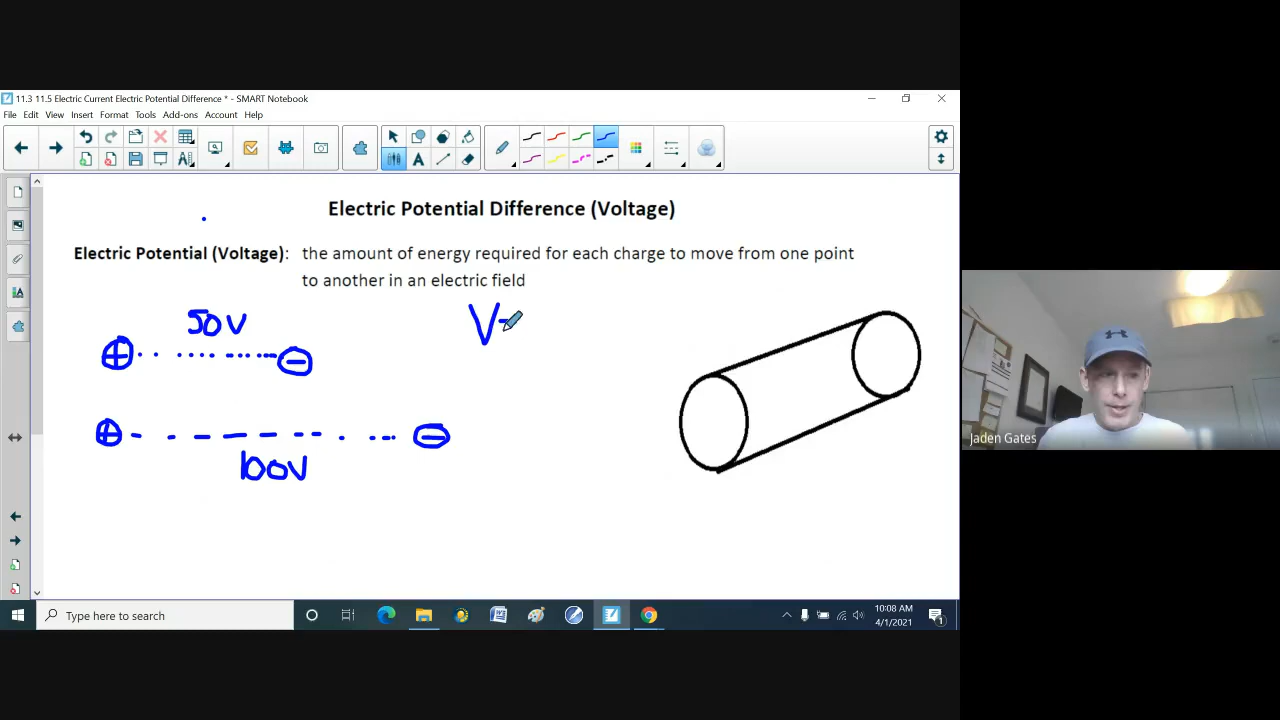 11.3 11.5 Electric Current Electric Potential Difference * - SMART Notebook
File Edit View Insert Format Tools Add-ons Account Help
Electric Potential Difference (Voltage)
Electric Potential (Voltage): the amount of energy required for each charge to move from one point
to another in an electric field
50V
V=
+ −
+ −
100V
Jaden Gates
Type here to search
10:08 AM
4/1/2021
1